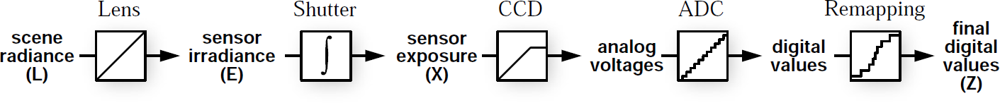 Lens Shutter CCD ADC Remapping
scene radiance (L)
sensor irradiance (E)
sensor exposure (X)
analog voltages
digital values
final digital values (Z)